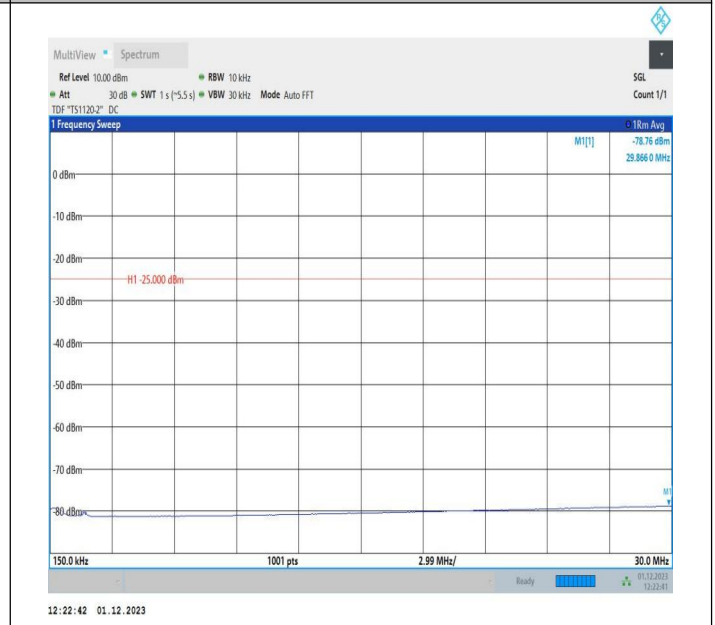 MultiView Spectrum
Ref Level 10.00 dBm RBW 10 kHz SGL
Att 30 dB SWT 1 s (~5.5 s) VBW 30 kHz Mode Auto FFT Count 1/1
TDF "TS1120-2" DC
1 Frequency Sweep 1Rm Avg
M1[1] -78.76 dBm
29.866 0 MHz
0 dBm
-10 dBm
-20 dBm
H1 -25.000 dBm
-30 dBm
-40 dBm
-50 dBm
-60 dBm
-70 dBm
M1
-80 dBm
150.0 kHz 1001 pts 2.99 MHz/ 30.0 MHz
Ready 01.12.2023
12:22:41
12:22:42 01.12.2023